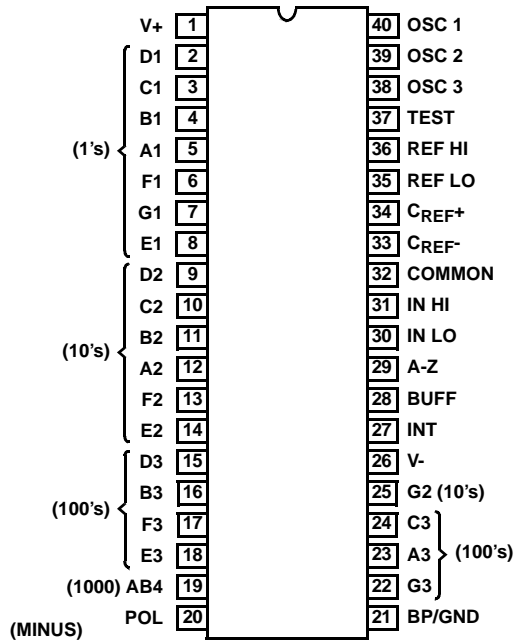 V+ 1 40 OSC 1
D1 2 39 OSC 2
C1 3 38 OSC 3
B1 4 37 TEST
(1's) A1 5 36 REF HI
F1 6 35 REF LO
G1 7 34 CREF+
E1 8 33 CREF-
D2 9 32 COMMON
C2 10 31 IN HI
(10's) B2 11 30 IN LO
A2 12 29 A-Z
F2 13 28 BUFF
E2 14 27 INT
D3 15 26 V-
(100's) B3 16 25 G2 (10's)
F3 17 24 C3
E3 18 23 A3 (100's)
(1000) AB4 19 22 G3
(MINUS) POL 20 21 BP/GND